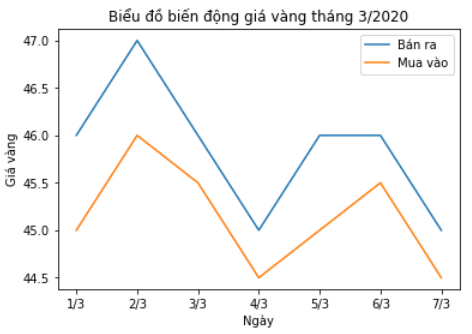 Biểu đồ biến động giá vàng tháng 3/2020
Bán ra
Mua vào
Giá vàng
47.0
46.5
46.0
45.5
45.0
44.5
1/3 2/3 3/3 4/3 5/3 6/3 7/3
Ngày